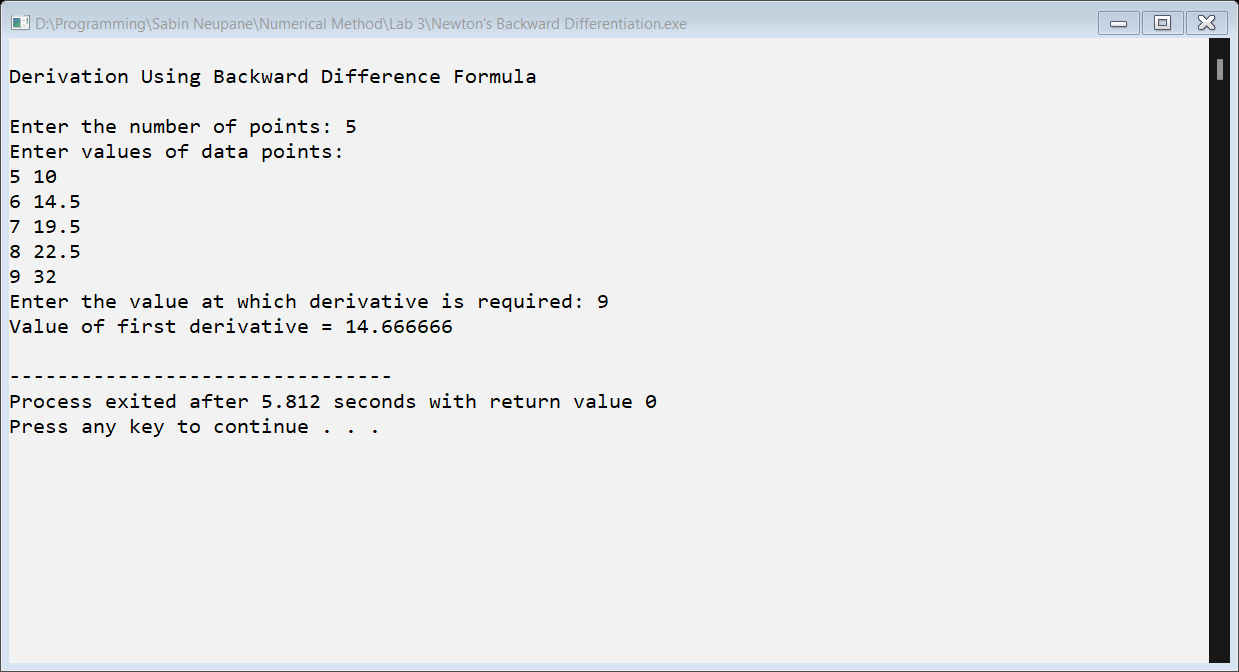 D:\Programming\Sabin Neupane\Numerical Method\Lab 3\Newton's Backward Differentiation.exe
Derivation Using Backward Difference Formula
Enter the number of points: 5
Enter values of data points:
5 10
6 14.5
7 19.5
8 22.5
9 32
Enter the value at which derivative is required: 9
Value of first derivative = 14.666666
--------------------------------
Process exited after 5.812 seconds with return value 0
Press any key to continue . . .